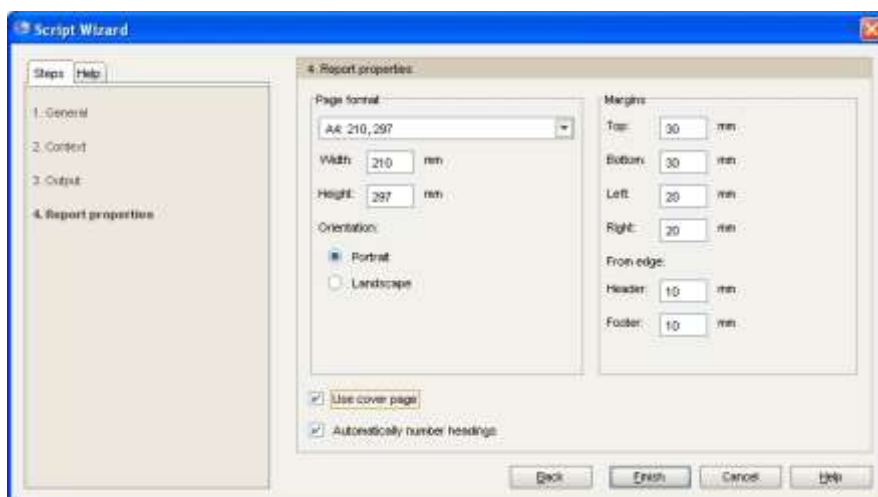 Script Wizard
Steps Help
1. General
2. Context
3. Output
4. Report properties
4. Report properties
Page format
A4: 210, 297
Width: 210 mm
Height: 297 mm
Orientation:
Portrait
Landscape
Margins
Top: 30 mm
Bottom: 30 mm
Left: 20 mm
Right: 20 mm
From edge:
Header: 10 mm
Footer: 10 mm
Use cover page
Automatically number headings
Back Finish Cancel Help